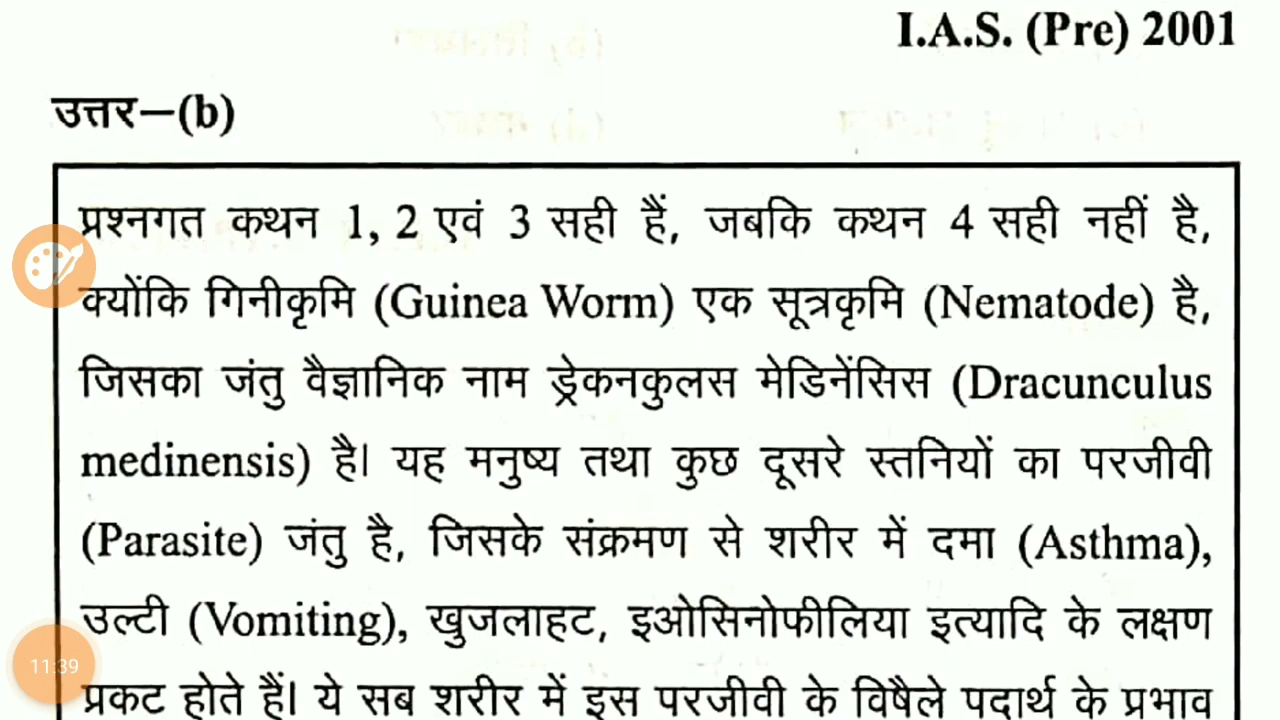 I.A.S. (Pre) 2001
उत्तर—(b)
प्रश्नगत कथन 1, 2 एवं 3 सही हैं, जबकि कथन 4 सही नहीं है,
क्योंकि गिनीकृमि (Guinea Worm) एक सूत्रकृमि (Nematode) है,
जिसका जंतु वैज्ञानिक नाम ड्रेकनकुलस मेडिनेंसिस (Dracunculus
medinensis) है। यह मनुष्य तथा कुछ दूसरे स्तनियों का परजीवी
(Parasite) जंतु है, जिसके संक्रमण से शरीर में दमा (Asthma),
उल्टी (Vomiting), खुजलाहट, इओसिनोफीलिया इत्यादि के लक्षण
11:39
प्रकट होते हैं। ये सब शरीर में इस परजीवी के विषैले पदार्थ के प्रभाव